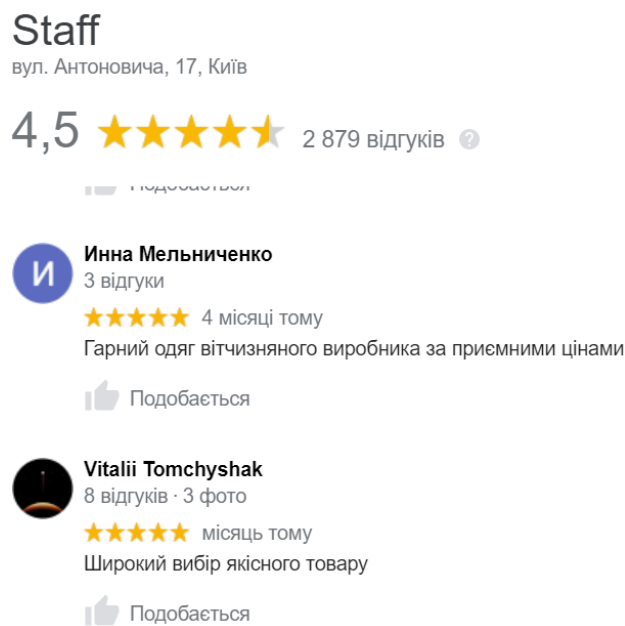 Staff
вул. Антоновича, 17, Київ
4,5 2 879 відгуків ?
Подобається
И Инна Мельниченко
3 відгуки
4 місяці тому
Гарний одяг вітчизняного виробника за приємними цінами
Подобається
Vitalii Tomchyshak
8 відгуків · 3 фото
місяць тому
Широкий вибір якісного товару
Подобається